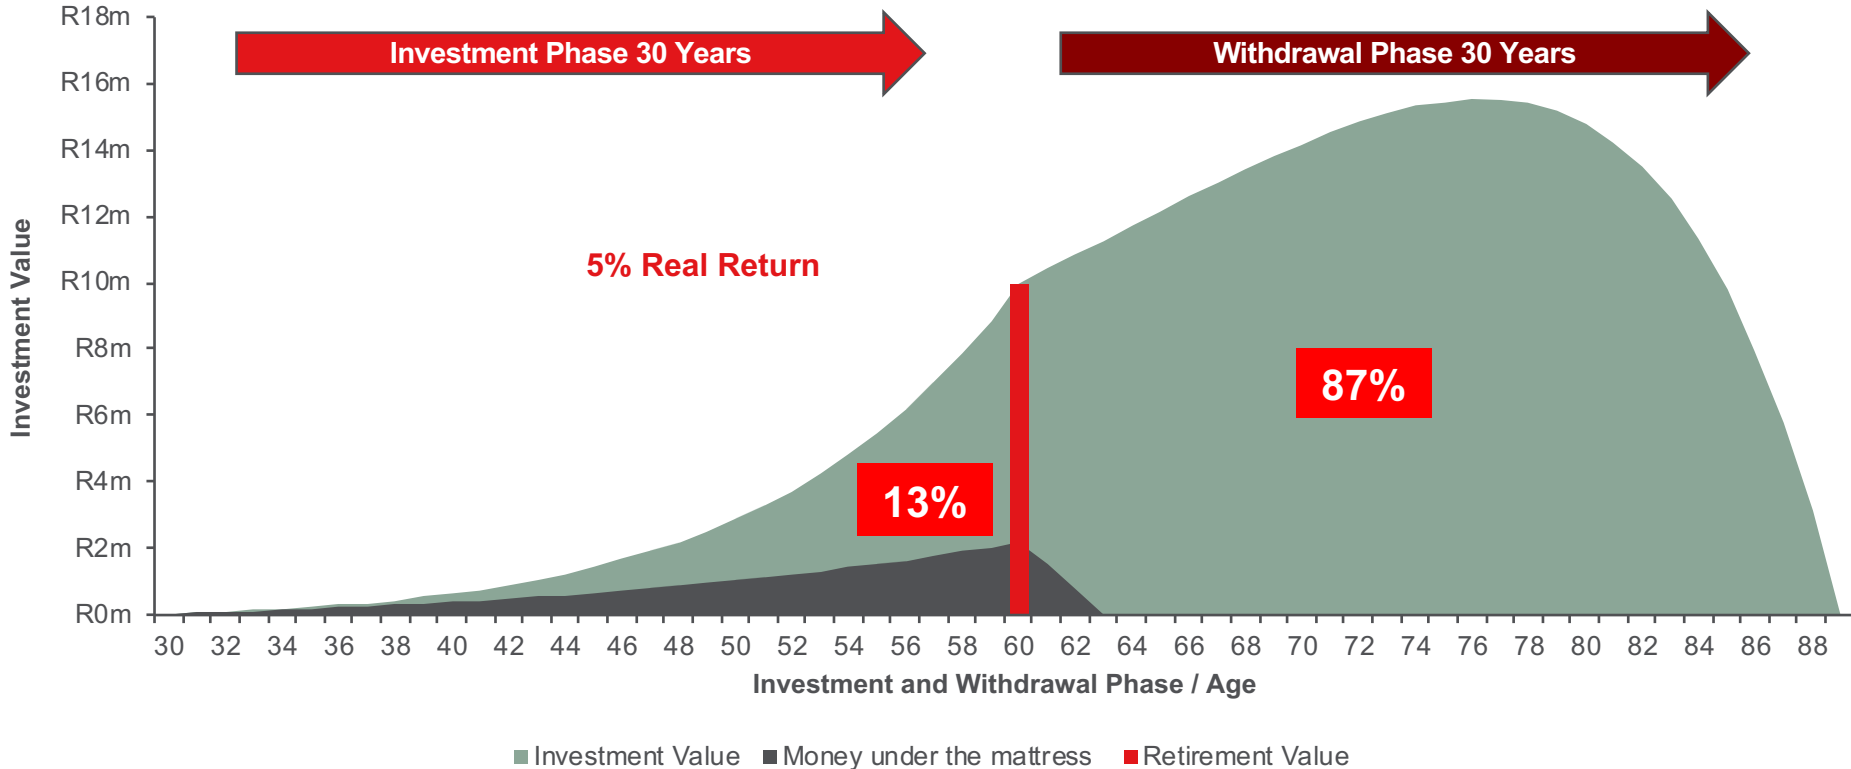 R18m
Investment Phase 30 Years
Withdrawal Phase 30 Years
R16m
R14m
R12m
R10m
R8m
R6m
R4m
R2m
R0m
Investment Value
5% Real Return
87%
13%
30 32 34 36 38 40 42 44 46 48 50 52 54 56 58 60 62 64 66 68 70 72 74 76 78 80 82 84 86 88
Investment and Withdrawal Phase / Age
Investment Value Money under the mattress Retirement Value